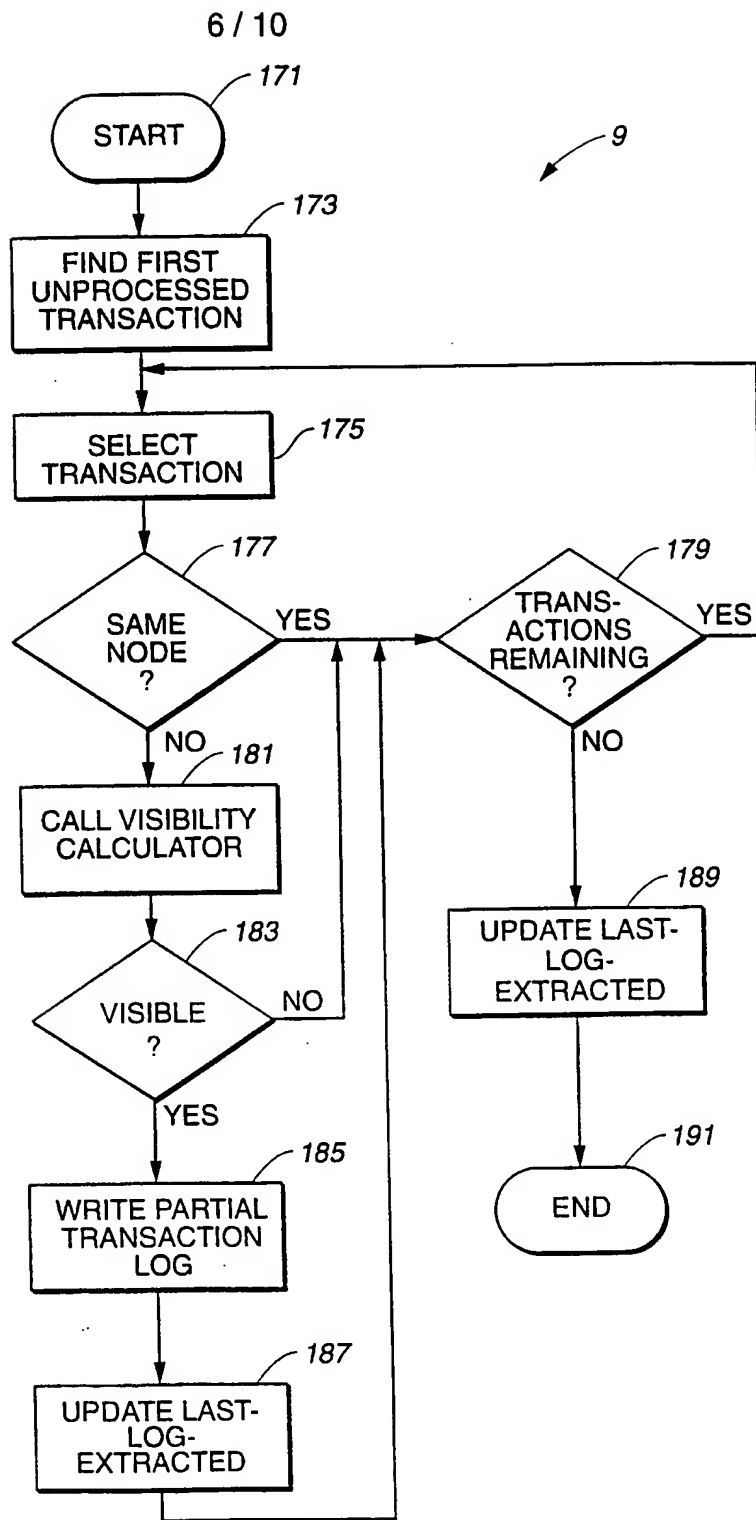 6 / 10
171
START
9
173
FIND FIRST
UNPROCESSED
TRANSACTION
175
SELECT
TRANSACTION
177
SAME
NODE
?
YES
NO
179
TRANS-
ACTIONS
REMAINING
?
YES
NO
181
CALL VISIBILITY
CALCULATOR
183
VISIBLE
?
NO
YES
189
UPDATE LAST-
LOG-
EXTRACTED
185
WRITE PARTIAL
TRANSACTION
LOG
191
END
187
UPDATE LAST-
LOG-
EXTRACTED